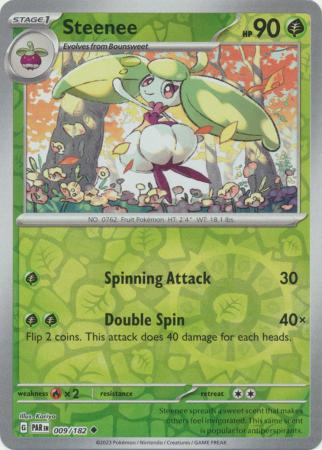 STAGE 1
Steenee
HP 90
Evolves from Bounsweet
NO. 0762 Fruit Pokémon HT: 2'4" WT: 18.1 lbs.
Spinning Attack 30
Double Spin 40×
Flip 2 coins. This attack does 40 damage for each heads.
weakness ×2 resistance retreat
Illus. Kariya
Steenee spreads a sweet scent that makes others
feel invigorated. This same scent is popular
for antiperspirants.
G PAR EN 009/182
©2023 Pokémon / Nintendo / Creatures / GAME FREAK